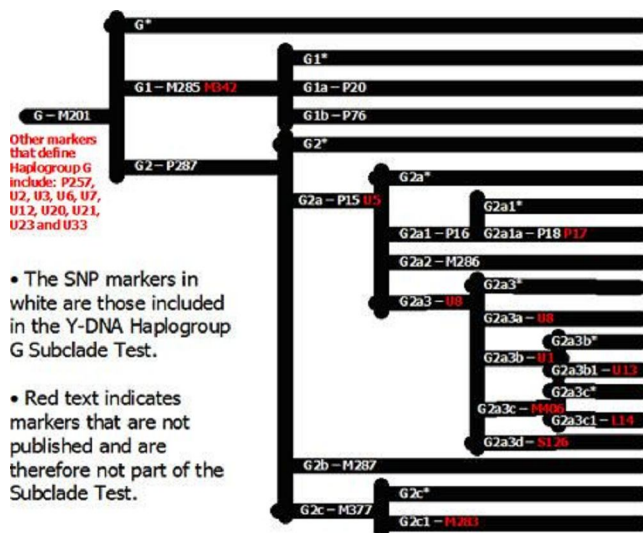 G*
G1*
G1 – M285 M342
G1a – P20
G – M201
G1b – P76
Other markers
that define
Haplogroup G
include: P257,
U2, U3, U6, U7,
U12, U20, U21,
U23 and U33
G2*
G2 – P287
G2a*
G2a – P15 U5
G2a1*
G2a1 – P16
G2a1a – P18 P17
G2a2 – M286
G2a3*
G2a3 – U8
G2a3a – U8
G2a3b*
G2a3b – U1
G2a3b1 – U13
G2a3c*
G2a3c – M406
G2a3c1 – L14
G2a3d – S126
G2b – M287
G2c*
G2c – M377
G2c1 – M283
• The SNP markers in
white are those included
in the Y-DNA Haplogroup
G Subclade Test.
• Red text indicates
markers that are not
published and are
therefore not part of the
Subclade Test.